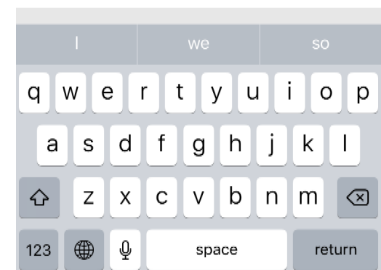 I we so
q w e r t y u i o p
a s d f g h j k l
z x c v b n m
123 space return